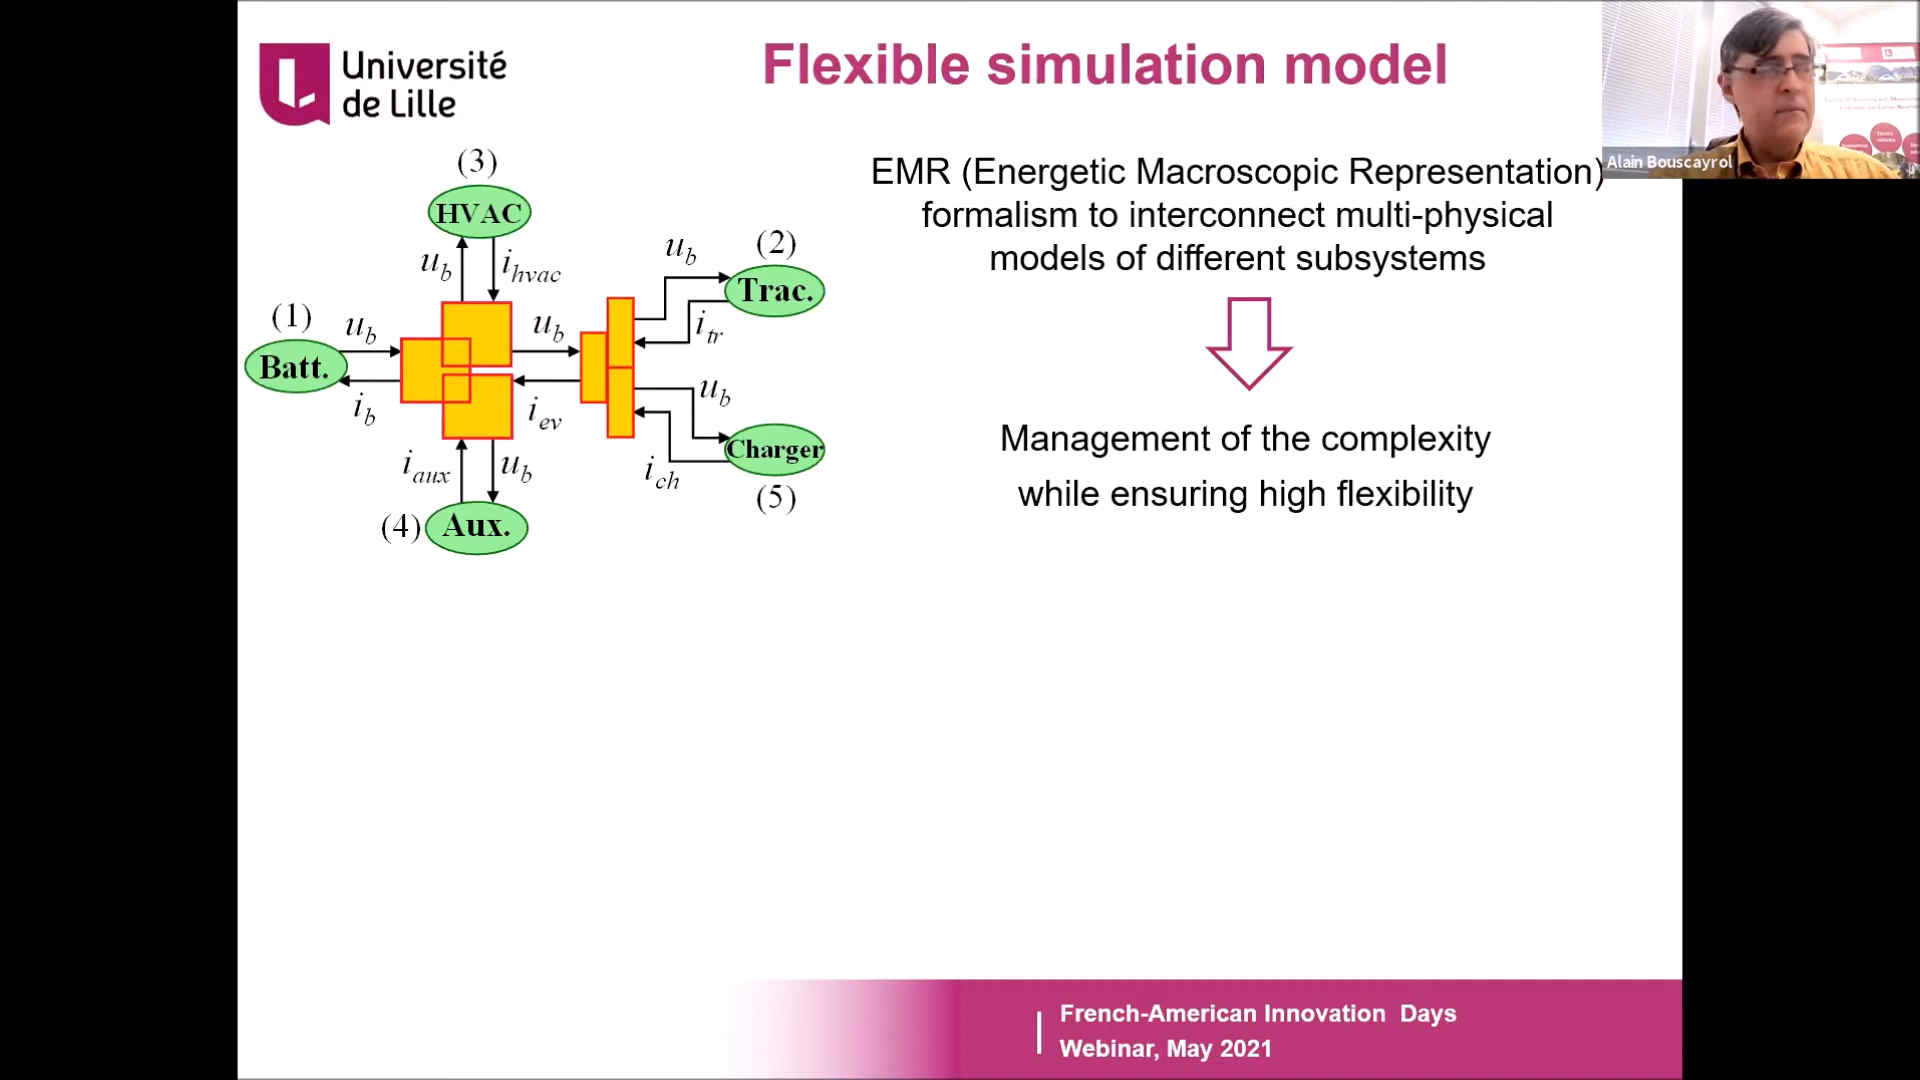 Université
de Lille
Flexible simulation model
Alain Bouscayrol
EMR (Energetic Macroscopic Representation)
formalism to interconnect multi-physical
models of different subsystems
Management of the complexity
while ensuring high flexibility
(3)
HVAC
u_b
i_hvac
(1)
Batt.
u_b
i_b
u_b
i_ev
u_b
(2)
Trac.
i_tr
u_b
Charger
i_ch
(5)
i_aux
u_b
(4)
Aux.
French-American Innovation Days
Webinar, May 2021